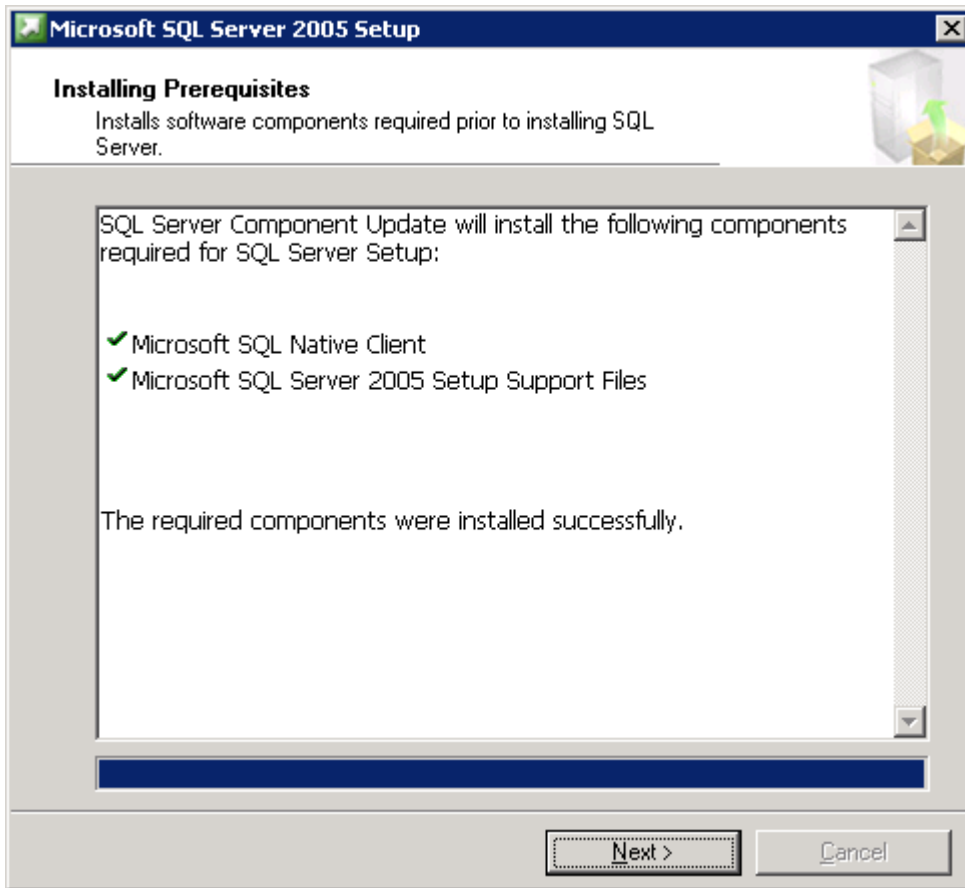 Microsoft SQL Server 2005 Setup
Installing Prerequisites
Installs software components required prior to installing SQL
Server.
SQL Server Component Update will install the following components
required for SQL Server Setup:
Microsoft SQL Native Client
Microsoft SQL Server 2005 Setup Support Files
The required components were installed successfully.
Next >
Cancel